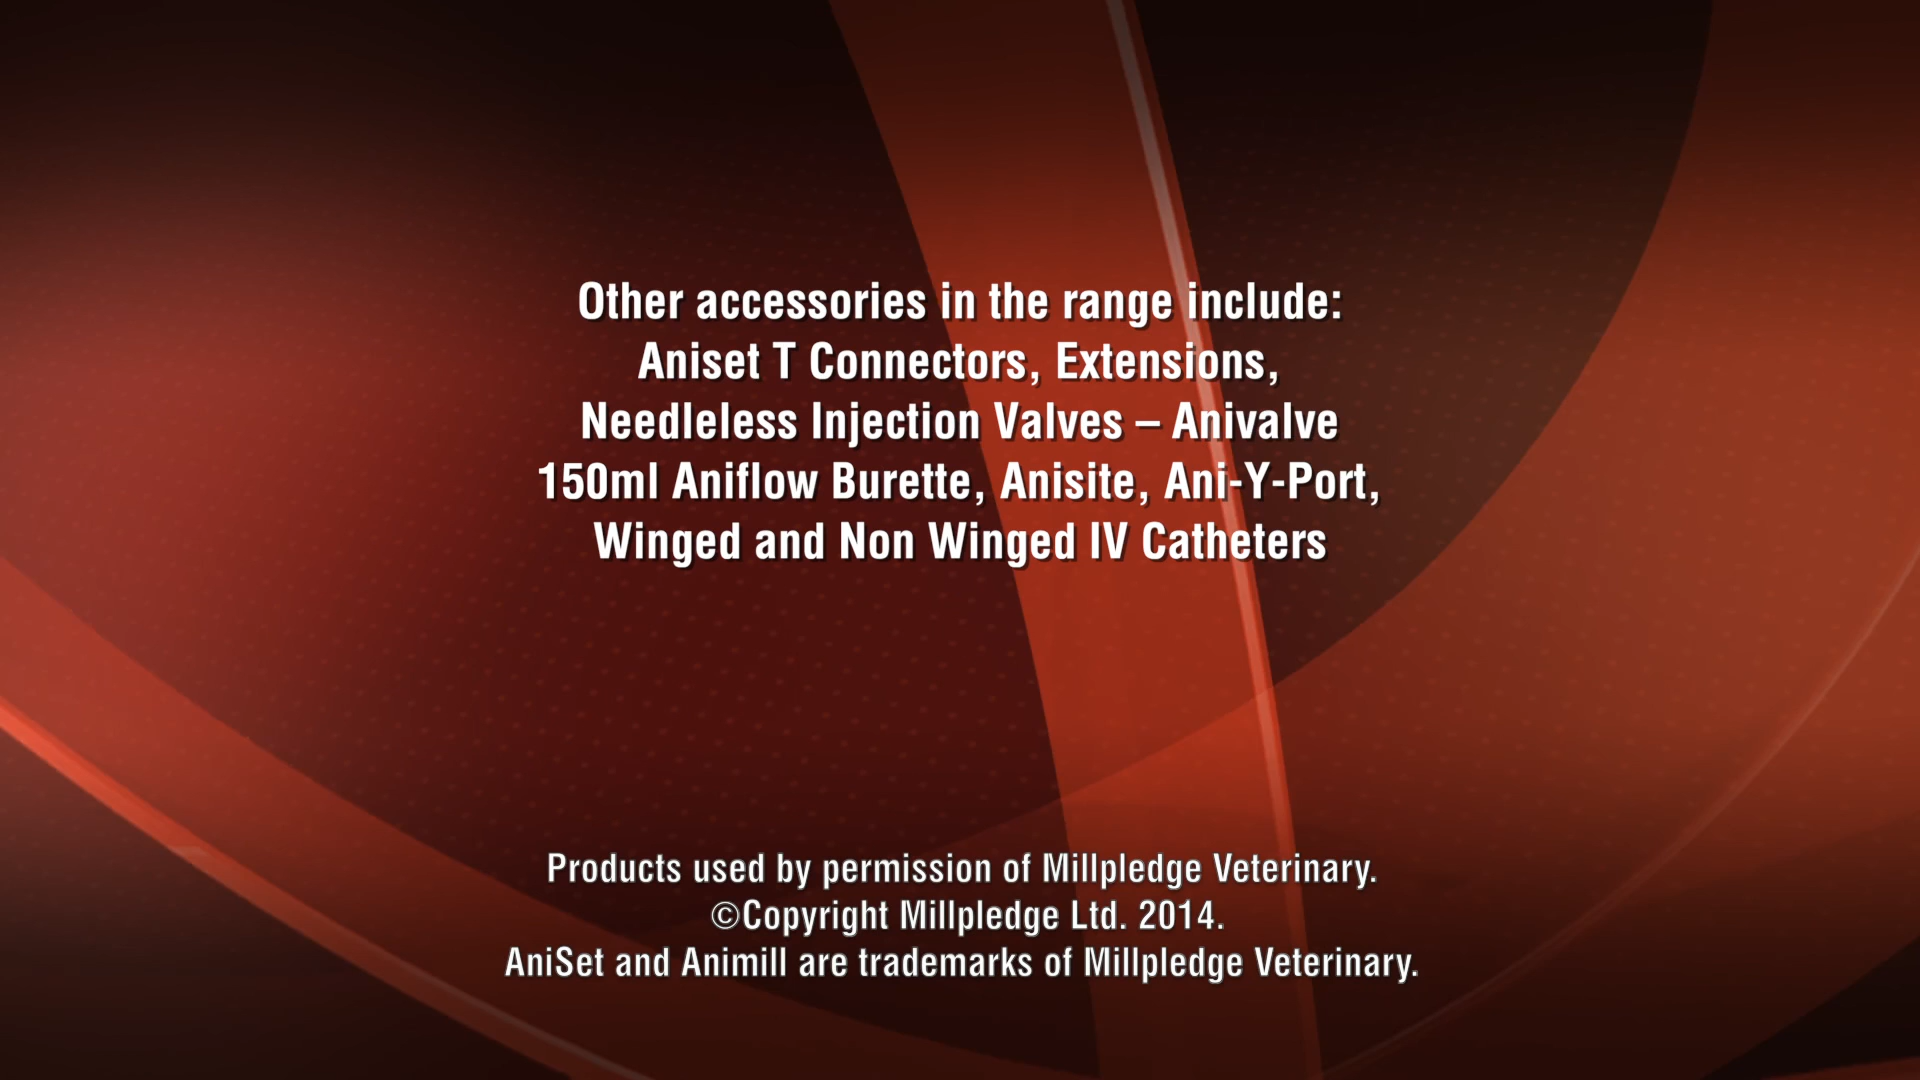 Other accessories in the range include:
Aniset T Connectors, Extensions,
Needleless Injection Valves – Anivalve
150ml Aniflow Burette, Anisite, Ani-Y-Port,
Winged and Non Winged IV Catheters
Products used by permission of Millpledge Veterinary.
©Copyright Millpledge Ltd. 2014.
AniSet and Animill are trademarks of Millpledge Veterinary.